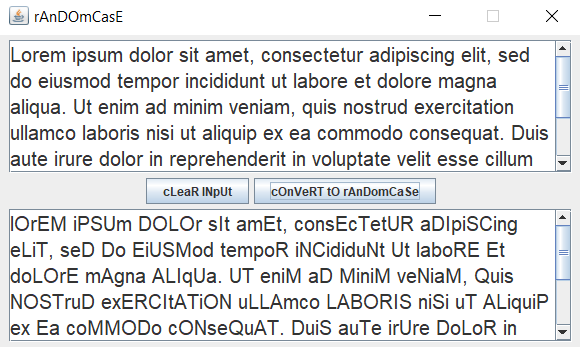 rAnDOmCasE
Lorem ipsum dolor sit amet, consectetur adipiscing elit, sed
do eiusmod tempor incididunt ut labore et dolore magna
aliqua. Ut enim ad minim veniam, quis nostrud exercitation
ullamco laboris nisi ut aliquip ex ea commodo consequat. Duis
aute irure dolor in reprehenderit in voluptate velit esse cillum
cLeaR INpUt
cOnVeRT tO rAnDomCaSe
lOrEM iPSUm DOLOr sIt amEt, consEcTetUR aDIpiSCing
eLiT, seD Do EiUSMod tempoR iNCididuNt Ut laboRE Et
doLOrE mAgna ALIqUa. UT eniM aD MiniM veNiaM, Quis
NOSTruD exERCItATiON uLLAmco LABORIS niSi uT ALiquiP
ex Ea coMMODo cONseQuAT. DuiS auTe irUre DoLoR in